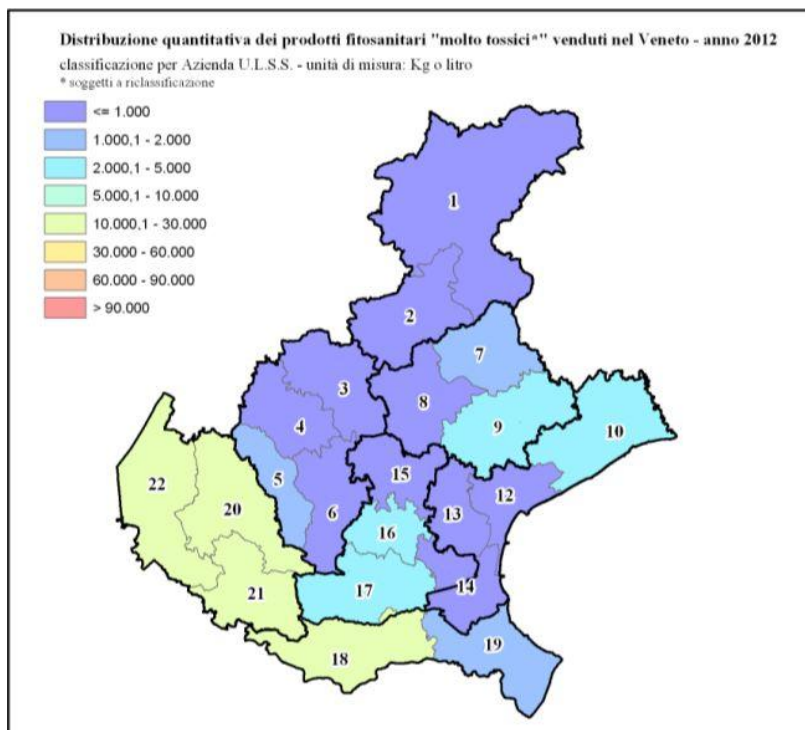 Distribuzione quantitativa dei prodotti fitosanitari "molto tossici*" venduti nel Veneto - anno 2012
classificazione per Azienda U.L.S.S. - unità di misura: Kg o litro
* soggetti a riclassificazione
<= 1.000
1.000,1 - 2.000
2.000,1 - 5.000
5.000,1 - 10.000
10.000,1 - 30.000
30.000 - 60.000
60.000 - 90.000
> 90.000
1
2
7
3
8
4
9
10
15
5
22
12
6
13
20
16
14
17
21
19
18